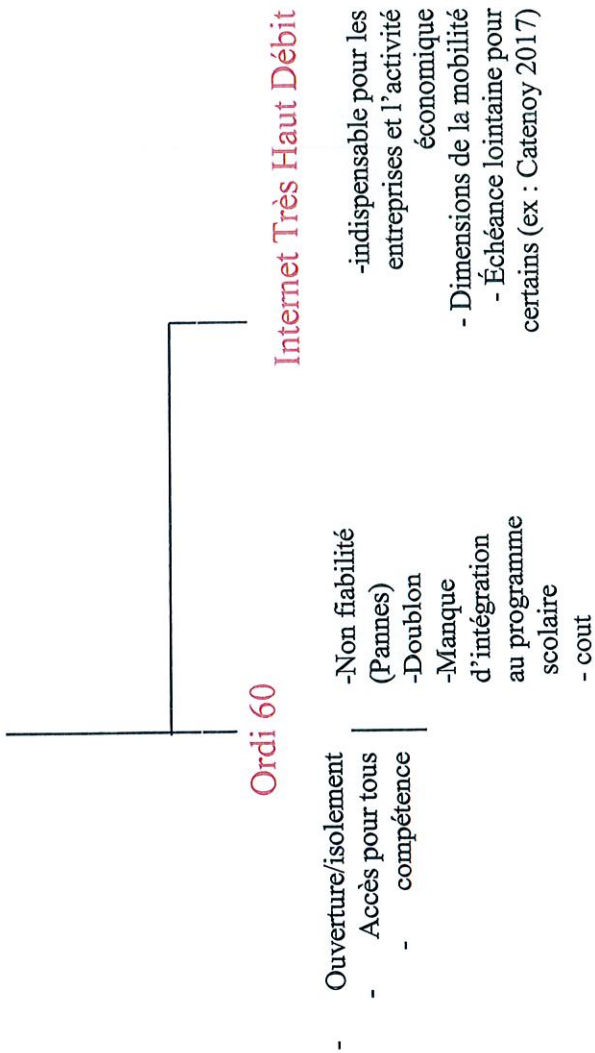 Ordi 60
- Ouverture/isolement
- Accès pour tous
- compétence
-Non fiabilité
(Pannes)
-Doublon
-Manque
d'intégration
au programme
scolaire
- cout
Internet Très Haut Débit
-indispensable pour les
entreprises et l'activité
économique
- Dimensions de la mobilité
- Échéance lointaine pour
certains (ex : Catenoy 2017)